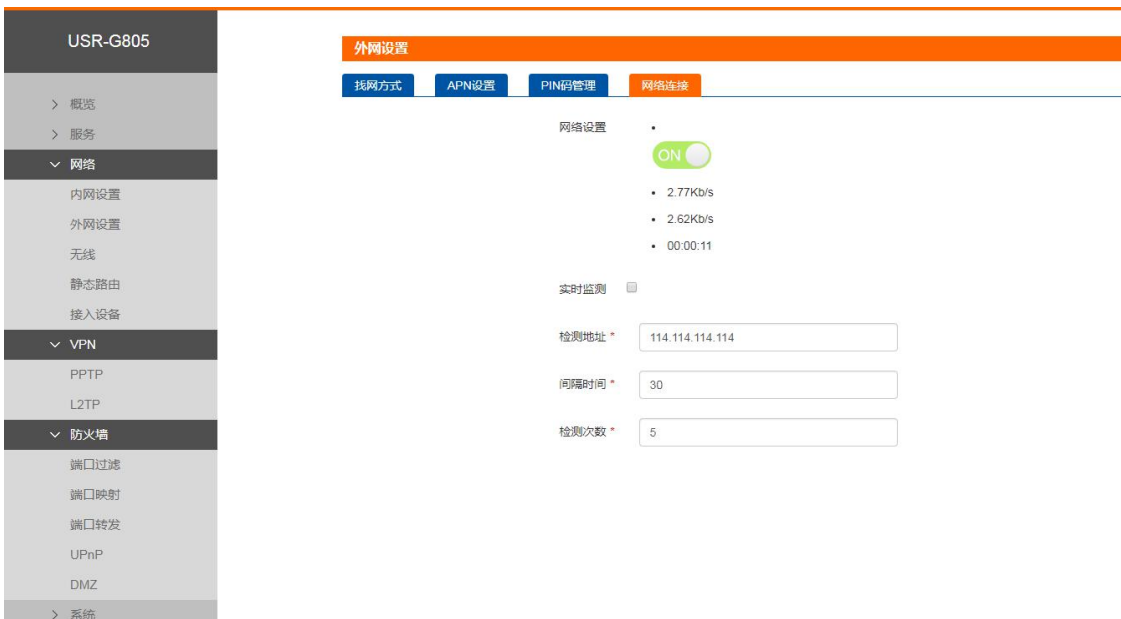 USR-G805
概览
服务
网络
内网设置
外网设置
无线
静态路由
接入设备
VPN
PPTP
L2TP
防火墙
端口过滤
端口映射
端口转发
UPnP
DMZ
系统
外网设置
找网方式 APN设置 PIN码管理 网络连接
网络设置
ON
2.77Kb/s
2.62Kb/s
00:00:11
实时监测
检测地址 * 114.114.114.114
间隔时间 * 30
检测次数 * 5